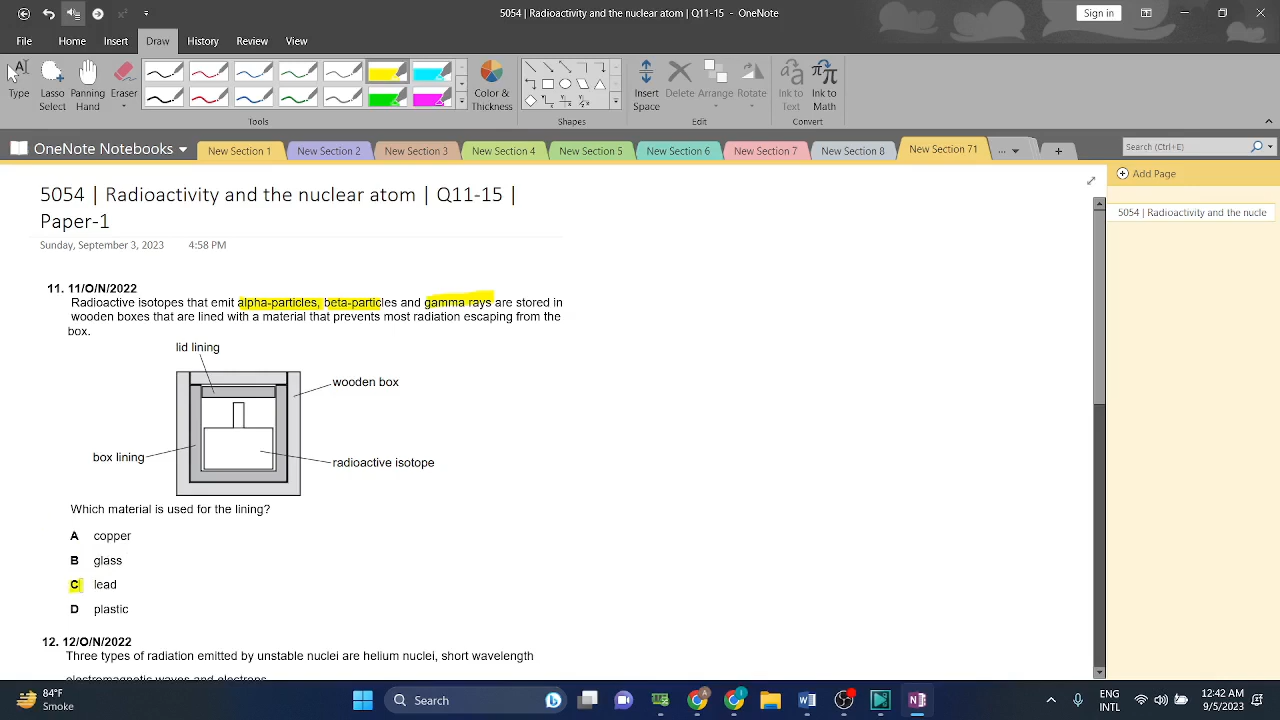 5054 | Radioactivity and the nuclear atom | Q11-15 | OneNote
Sign in
File Home Insert Draw History Review View
Type
Lasso Select
Panning Hand
Eraser
Color & Thickness
Insert Space
Delete
Arrange
Rotate
Ink to Text
Ink to Math
Tools
Shapes
Edit
Convert
OneNote Notebooks
New Section 1
New Section 2
New Section 3
New Section 4
New Section 5
New Section 6
New Section 7
New Section 8
New Section 71
...
Search (Ctrl+E)
Add Page
5054 | Radioactivity and the nucle
5054 | Radioactivity and the nuclear atom | Q11-15 |
Paper-1
Sunday, September 3, 2023 4:58 PM
11. 11/O/N/2022
Radioactive isotopes that emit alpha-particles, beta-particles and gamma rays are stored in
wooden boxes that are lined with a material that prevents most radiation escaping from the
box.
lid lining
wooden box
box lining
radioactive isotope
Which material is used for the lining?
A copper
B glass
C lead
D plastic
12. 12/O/N/2022
Three types of radiation emitted by unstable nuclei are helium nuclei, short wavelength
electromagnetic waves and electrons
84°F
Smoke
Search
ENG
INTL
12:42 AM
9/5/2023